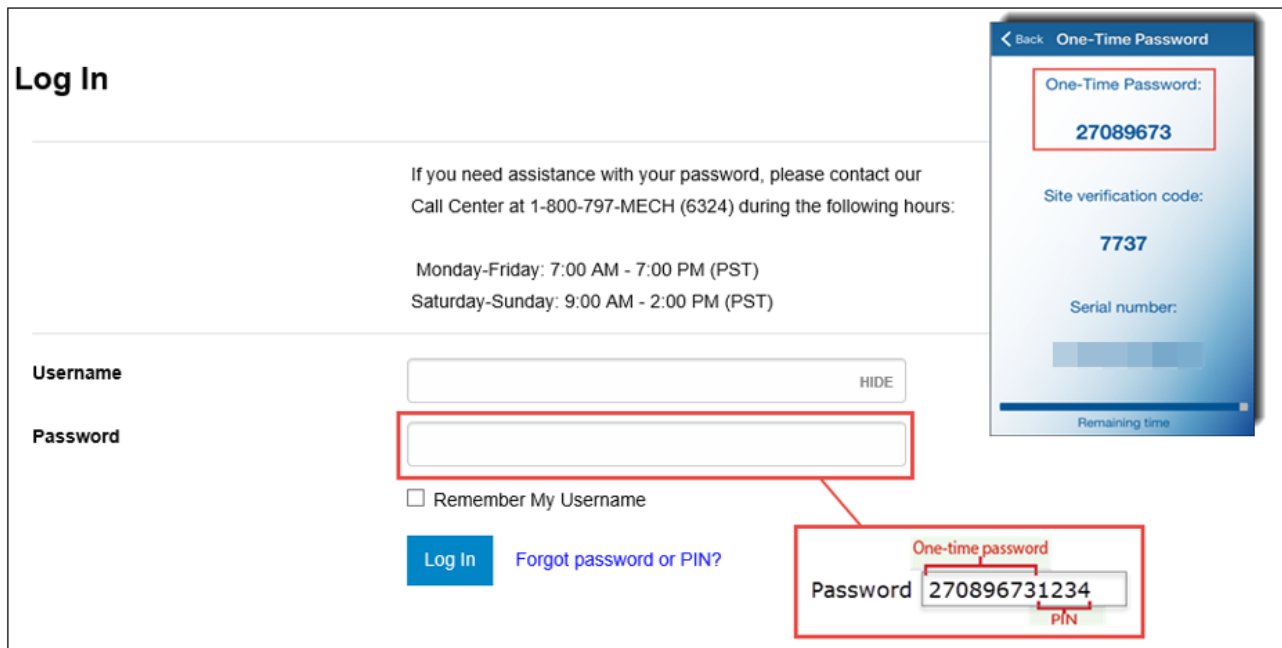 Log In
If you need assistance with your password, please contact our
Call Center at 1-800-797-MECH (6324) during the following hours:
Monday-Friday: 7:00 AM - 7:00 PM (PST)
Saturday-Sunday: 9:00 AM - 2:00 PM (PST)
Username
HIDE
Password
Remember My Username
Log In Forgot password or PIN?
Back One-Time Password
One-Time Password:
27089673
Site verification code:
7737
Serial number:
Remaining time
One-time password
Password 270896731234
PIN